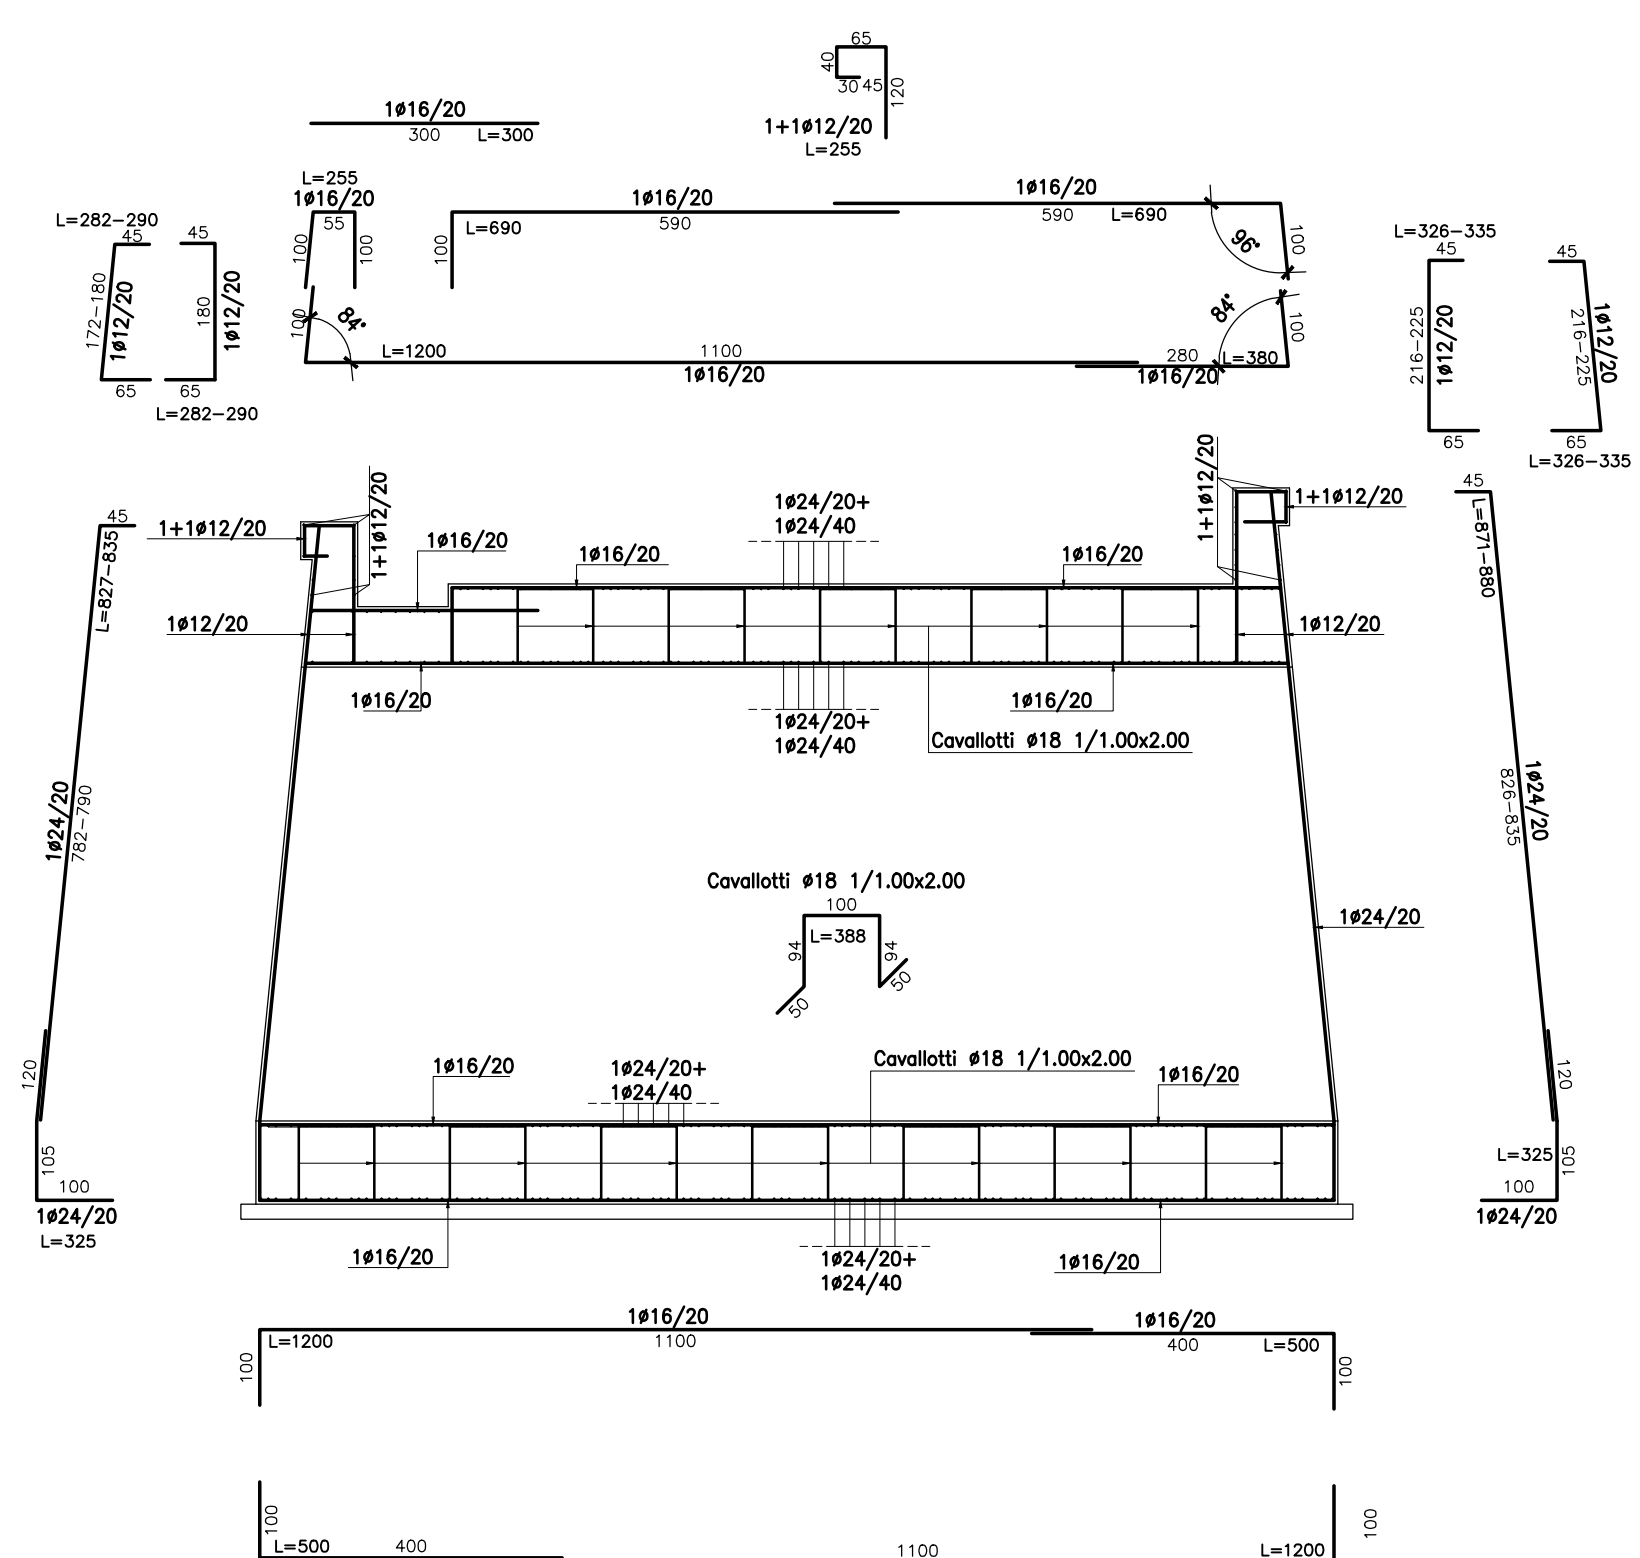 65
40
30
45
120
1+1ø12/20
L=255
1ø16/20
300
L=300
L=255
1ø16/20
55
100
100
1ø16/20
L=690
590
100
1ø16/20
590
L=690
96°
100
L=282-290
45
172-180
1ø12/20
65
45
180
1ø12/20
65
L=282-290
100
84°
L=1200
1100
1ø16/20
84°
100
280
L=380
1ø16/20
L=326-335
45
216-225
1ø12/20
65
45
1ø12/20
216-225
65
L=326-335
45
L=827-835
1+1ø12/20
1+1ø12/20
1ø16/20
1ø16/20
1ø24/20+
1ø24/40
1ø16/20
1+1ø12/20
1+1ø12/20
45
L=871-880
1ø12/20
1ø12/20
1ø16/20
1ø24/20+
1ø24/40
1ø16/20
Cavallotti ø18 1/1.00x2.00
1ø24/20
782-790
1ø24/20
826-835
Cavallotti ø18 1/1.00x2.00
100
L=388
94
94
50
50
1ø24/20
120
105
100
1ø24/20
L=325
1ø16/20
1ø24/20+
1ø24/40
Cavallotti ø18 1/1.00x2.00
1ø16/20
120
105
L=325
100
1ø24/20
1ø16/20
1ø24/20+
1ø24/40
1ø16/20
1ø16/20
L=1200
1100
100
1ø16/20
400
L=500
100
100
L=500
400
1100
L=1200
100